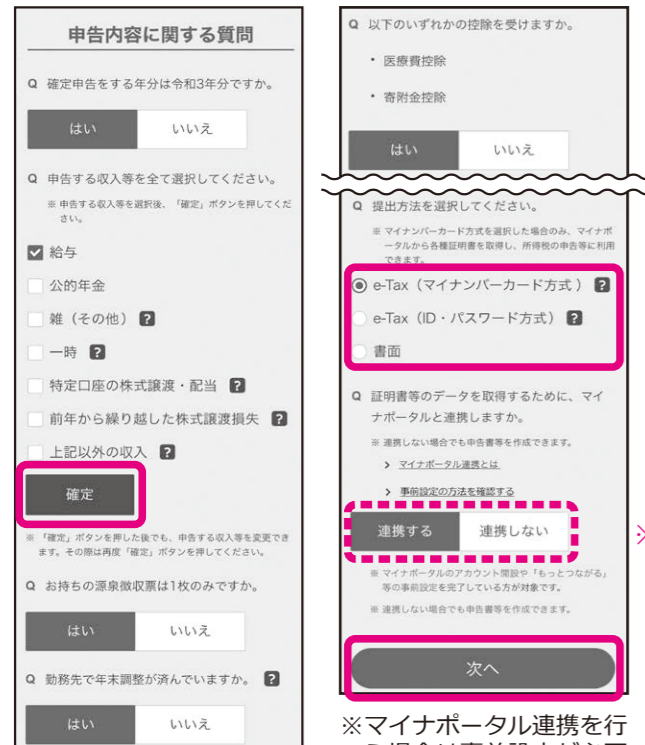 申告内容に関する質問
Q 確定申告をする年分は令和3年分ですか。
はい いいえ
Q 申告する収入等を全て選択してください。
※ 申告する収入等を選択後、「確定」ボタンを押してくだ
さい。
給与
公的年金
雑（その他） ?
一時 ?
特定口座の株式譲渡・配当 ?
前年から繰り越した株式譲渡損失 ?
上記以外の収入 ?
確定
※ 「確定」ボタンを押した後でも、申告する収入等を変更でき
ます。その際は再度「確定」ボタンを押してください。
Q お持ちの源泉徴収票は1枚のみですか。
はい いいえ
Q 勤務先で年末調整が済んでいますか。 ?
はい いいえ
Q 以下のいずれかの控除を受けますか。
・ 医療費控除
・ 寄附金控除
はい いいえ
Q 提出方法を選択してください。
※ マイナンバーカード方式を選択した場合のみ、マイナポ
ータルから各種証明書を取得し、所得税の申告等に利用
できます。
e-Tax（マイナンバーカード方式） ?
e-Tax（ID・パスワード方式） ?
書面
Q 証明書等のデータを取得するために、マイ
ナポータルと連携しますか。
※ 連携しない場合でも申告書等を作成できます。
> マイナポータル連携とは
> 事前設定の方法を確認する
連携する 連携しない
※
※ マイナポータルのアカウント開設や「もっとつながる」
等の事前設定を完了している方が対象です。
※ 連携しない場合でも申告書等を作成できます。
次へ
※マイナポータル連携を行